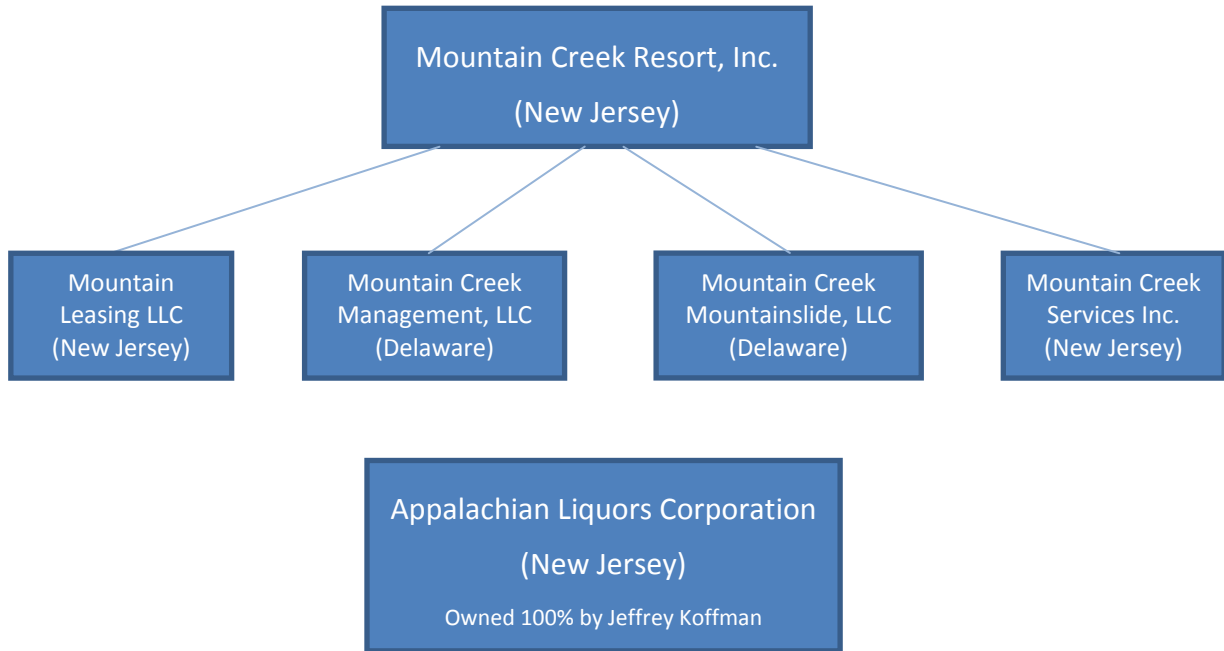 Mountain Creek Resort, Inc.
(New Jersey)
Mountain
Leasing LLC
(New Jersey)
Mountain Creek
Management, LLC
(Delaware)
Mountain Creek
Mountainslide, LLC
(Delaware)
Mountain Creek
Services Inc.
(New Jersey)
Appalachian Liquors Corporation
(New Jersey)
Owned 100% by Jeffrey Koffman